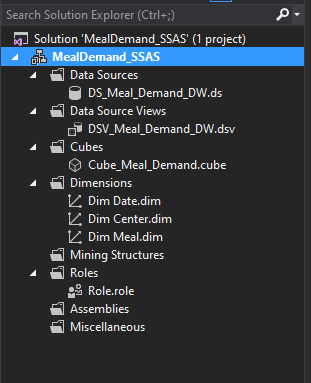 Search Solution Explorer (Ctrl+;)
Solution 'MealDemand_SSAS' (1 project)
MealDemand_SSAS
Data Sources
DS_Meal_Demand_DW.ds
Data Source Views
DSV_Meal_Demand_DW.dsv
Cubes
Cube_Meal_Demand.cube
Dimensions
Dim Date.dim
Dim Center.dim
Dim Meal.dim
Mining Structures
Roles
Role.role
Assemblies
Miscellaneous